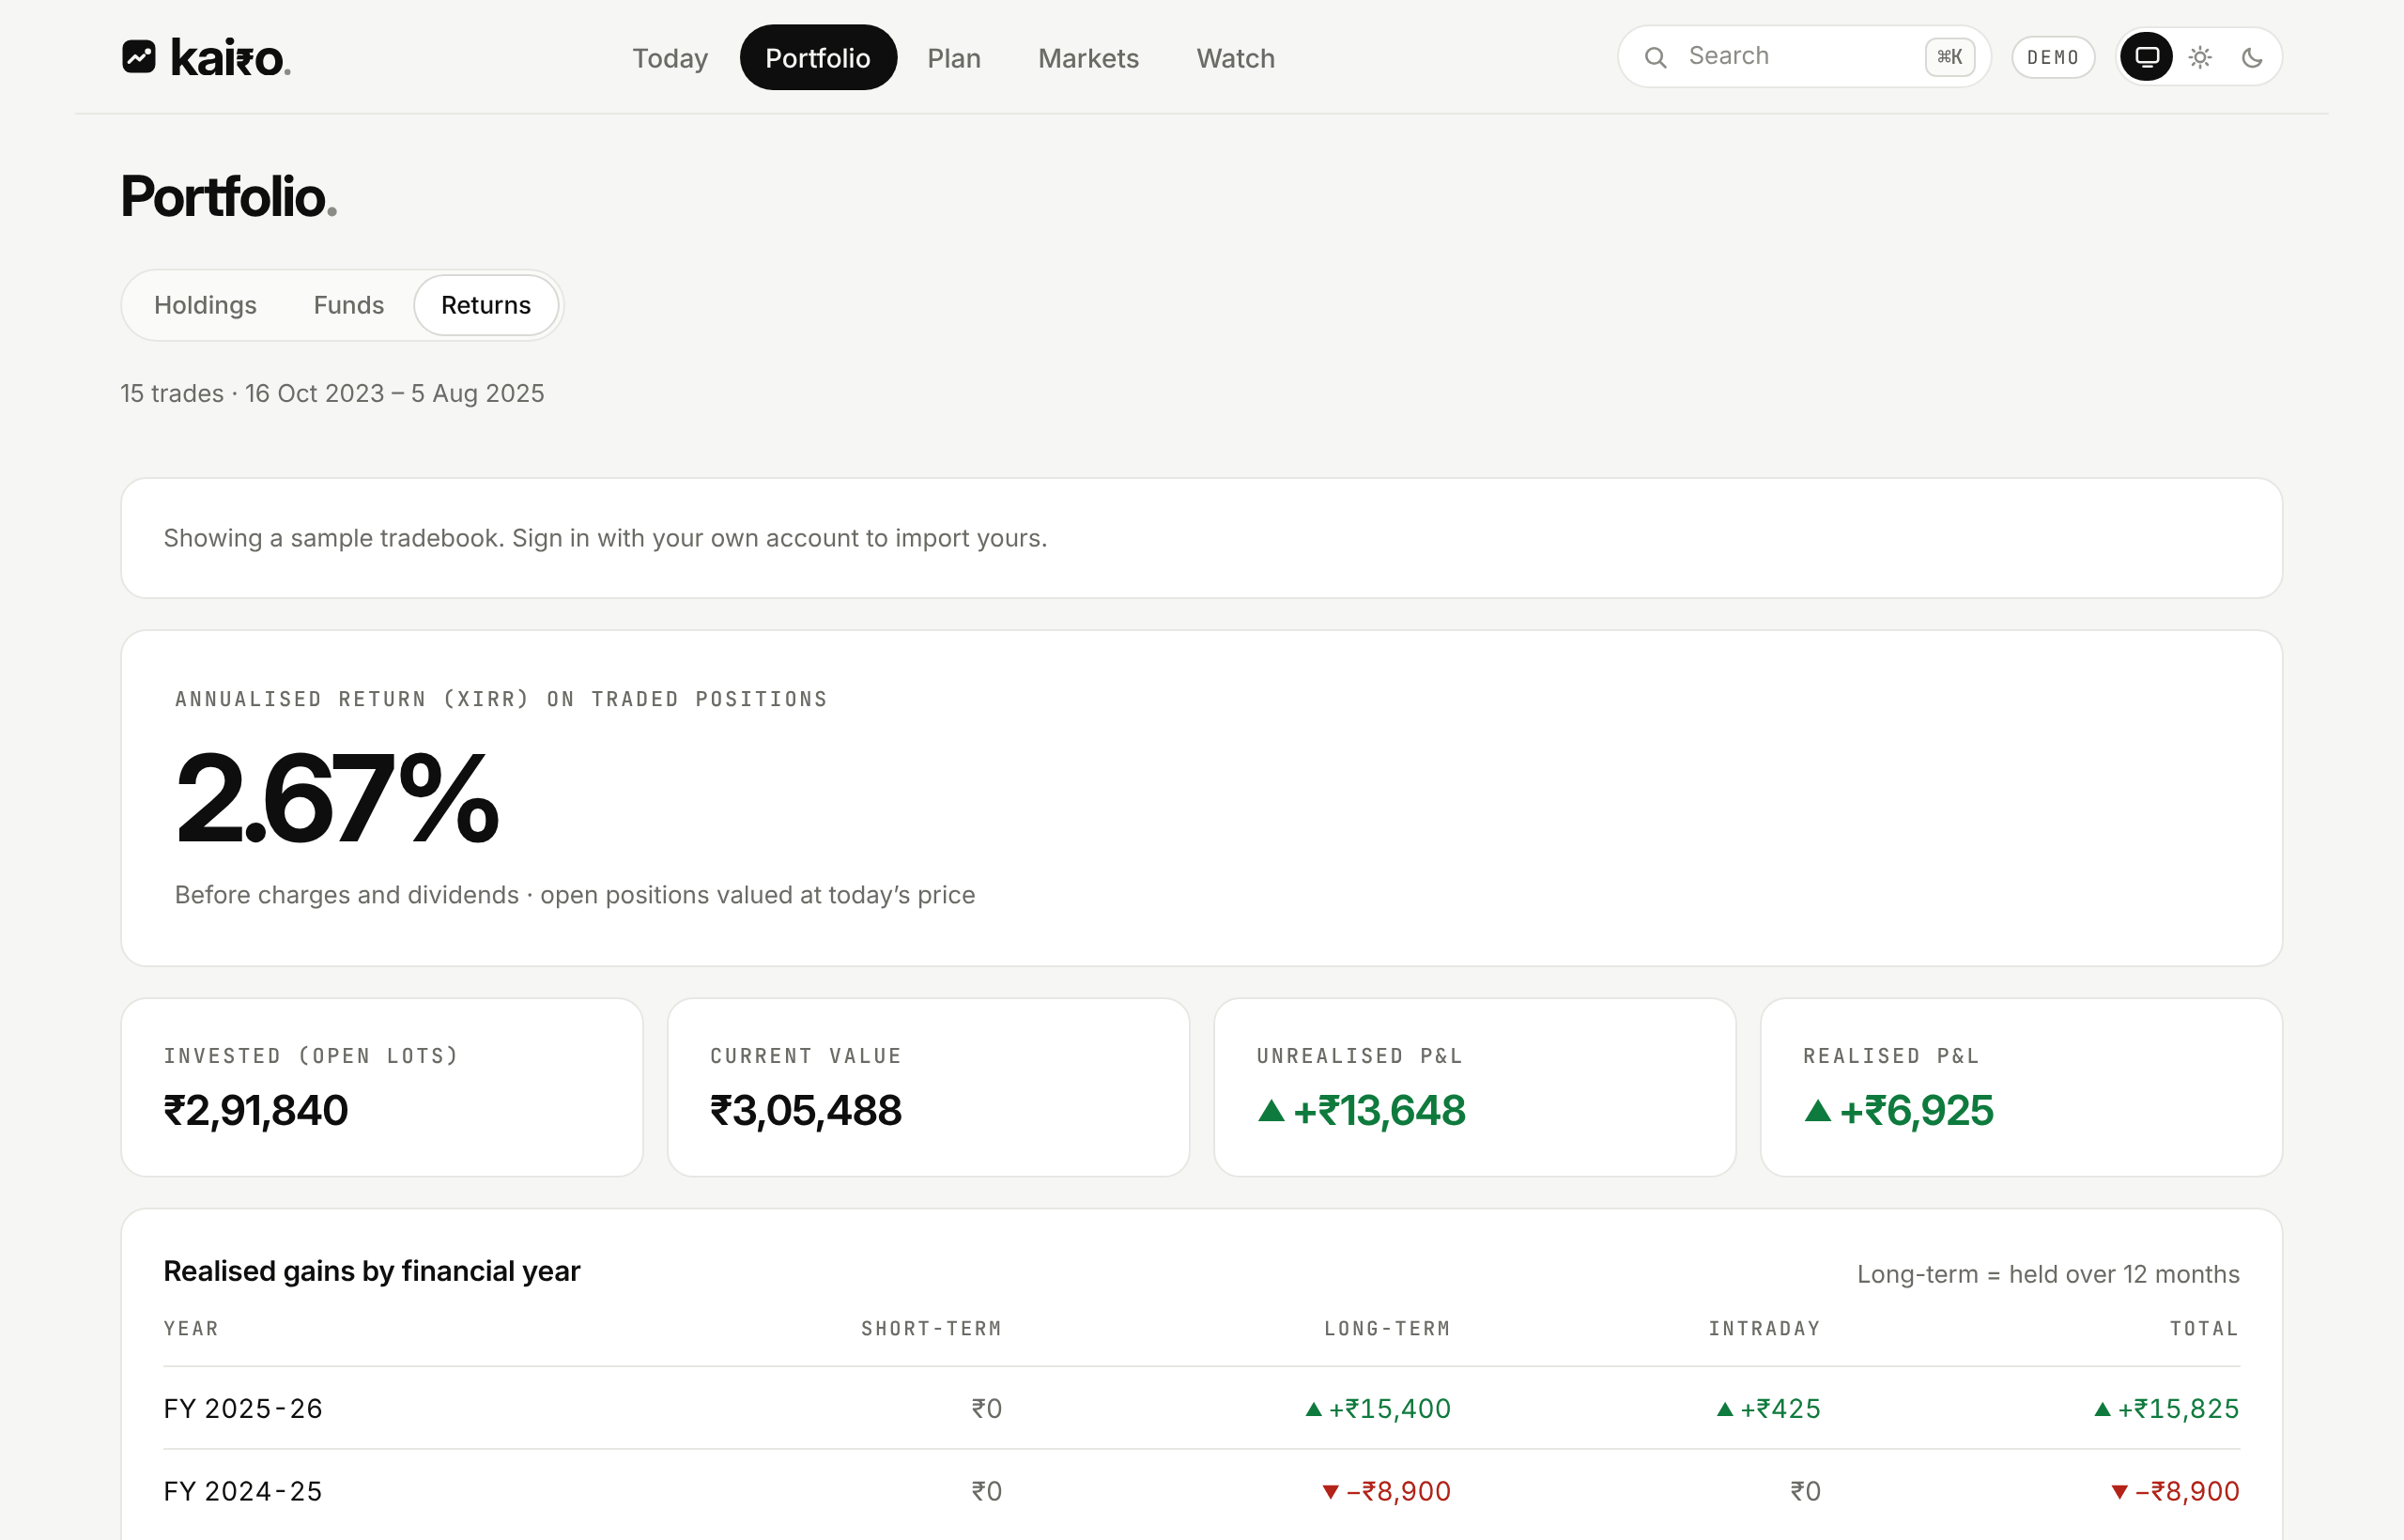 kai₹o.
Today Portfolio Plan Markets Watch
Search ⌘K DEMO
Portfolio.
Holdings Funds Returns
15 trades · 16 Oct 2023 – 5 Aug 2025
Showing a sample tradebook. Sign in with your own account to import yours.
ANNUALISED RETURN (XIRR) ON TRADED POSITIONS
2.67%
Before charges and dividends · open positions valued at today’s price
INVESTED (OPEN LOTS)
₹2,91,840
CURRENT VALUE
₹3,05,488
UNREALISED P&L
▲ +₹13,648
REALISED P&L
▲ +₹6,925
Realised gains by financial year
Long-term = held over 12 months
YEAR SHORT-TERM LONG-TERM INTRADAY TOTAL
FY 2025-26 ₹0 ▲ +₹15,400 ▲ +₹425 ▲ +₹15,825
FY 2024-25 ₹0 ▼ −₹8,900 ₹0 ▼ −₹8,900